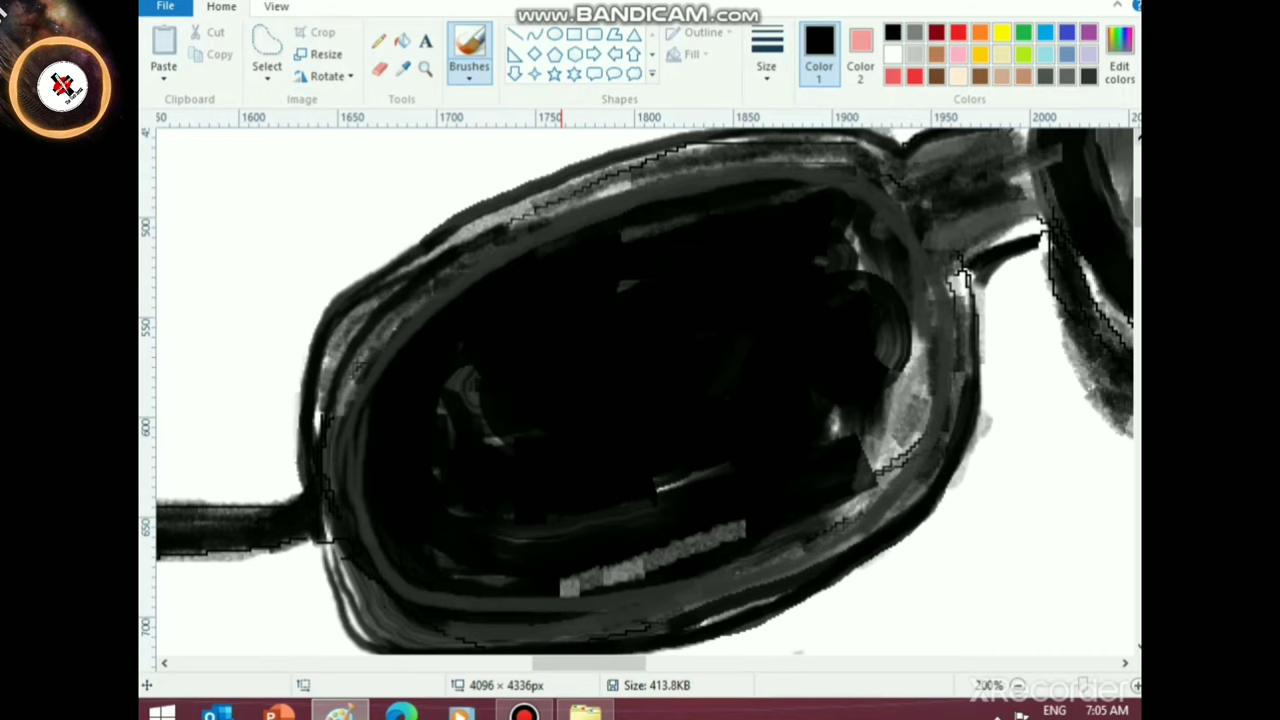 www.BANDICAM.com
File Home View
Paste
Cut
Copy
Clipboard
Select
Crop
Resize
Rotate
Image
A
Tools
Brushes
Outline
Fill
Shapes
Size
Color 1
Color 2
Edit colors
Colors
1600 1650 1700 1750 1800 1850 1900 1950 2000
500
550
600
650
700
4096 × 4336px
Size: 413.8KB
200%
XRecorder
ENG 7:05 AM